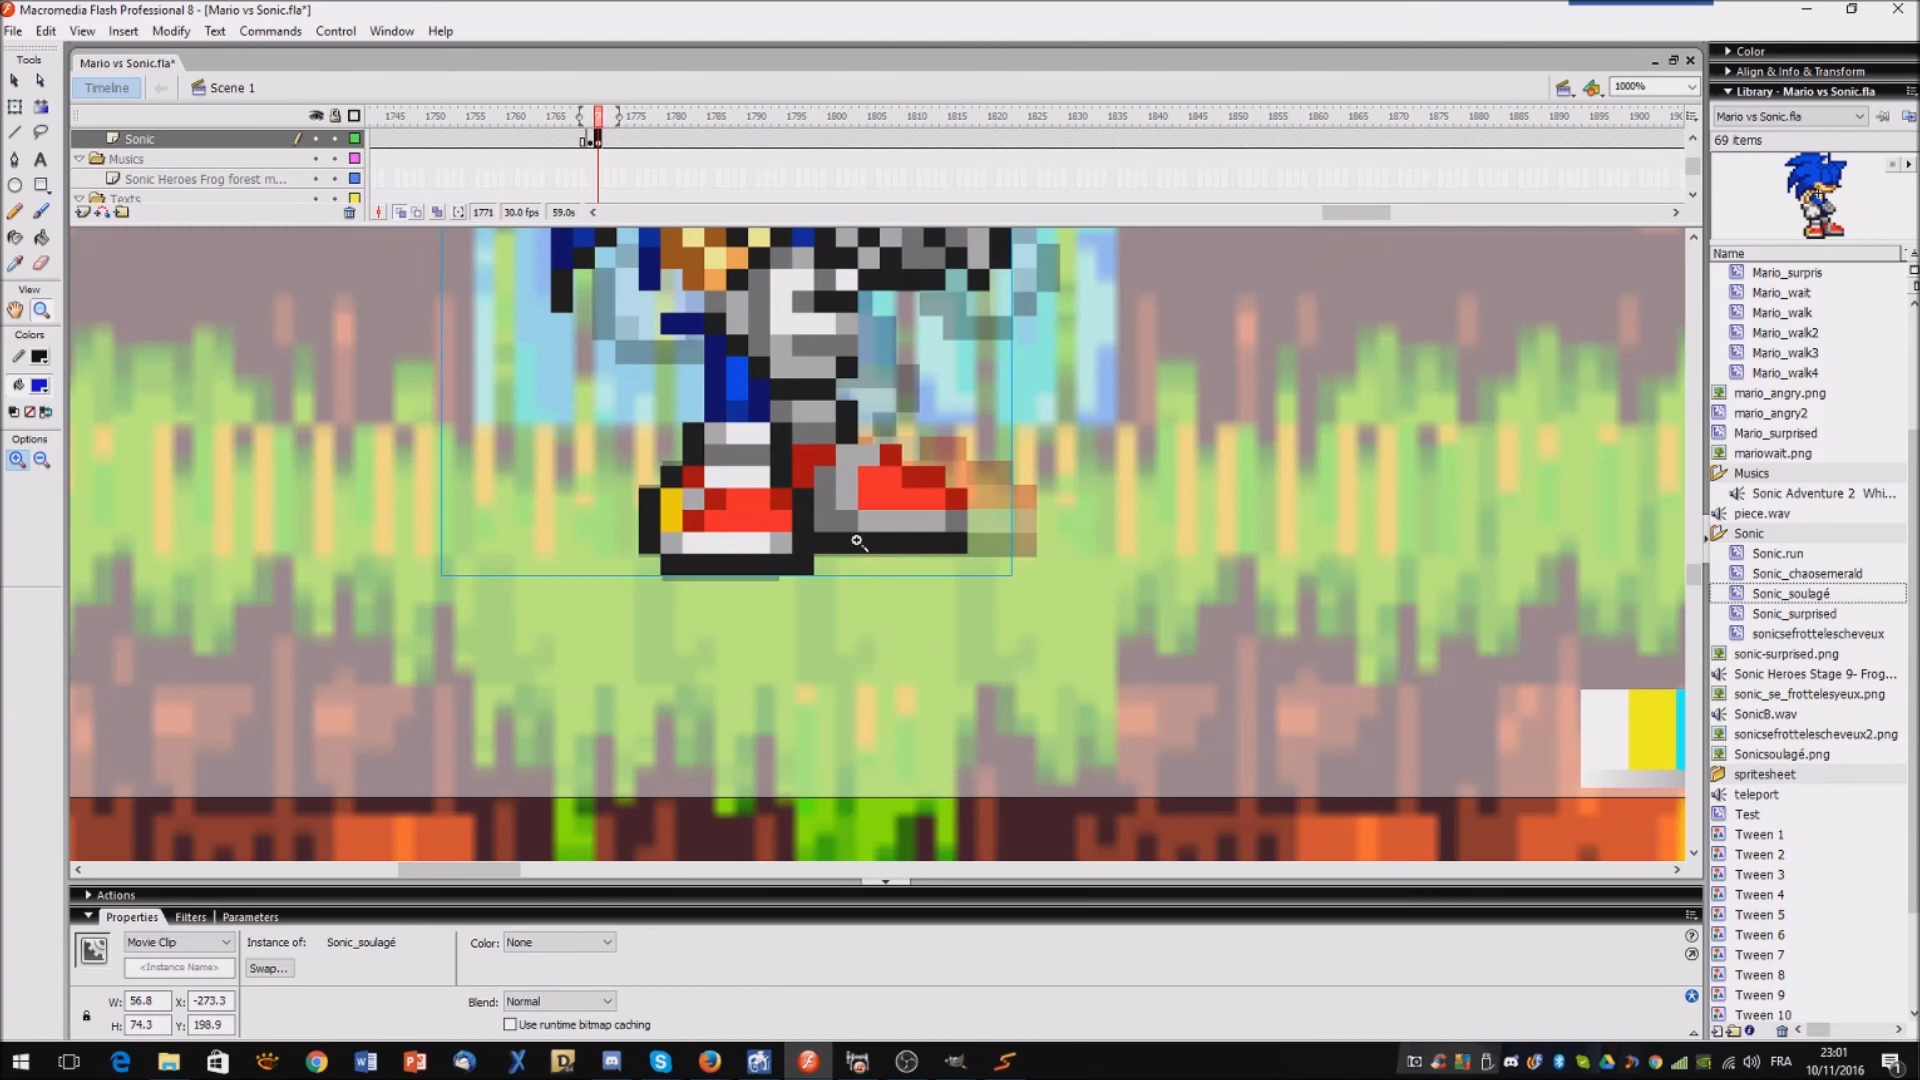 Macromedia Flash Professional 8 - [Mario vs Sonic.fla*]
File Edit View Insert Modify Text Commands Control Window Help
Tools
Mario vs Sonic.fla*
Timeline
Scene 1
1000%
1745 1750 1755 1760 1765 1775 1780 1785 1790 1795 1800 1805 1810 1815 1820 1825 1830 1835 1840 1845 1850 1855 1860 1865 1870 1875 1880 1885 1890 1895 1900
Sonic
Musics
Sonic Heroes Frog forest m...
Texts
1771 30.0 fps 59.0s
View
Colors
Options
Color
Align & Info & Transform
Library - Mario vs Sonic.fla
Mario vs Sonic.fla
69 items
Name
Mario_surpris
Mario_wait
Mario_walk
Mario_walk2
Mario_walk3
Mario_walk4
mario_angry.png
mario_angry2
Mario_surprised
mariowait.png
Musics
Sonic Adventure 2 Whi...
piece.wav
Sonic
Sonic.run
Sonic_chaosemerald
Sonic_soulagé
Sonic_surprised
sonicsefrottelescheveux
sonic-surprised.png
Sonic Heroes Stage 9- Frog...
sonic_se_frottelesyeux.png
SonicB.wav
sonicsefrottelescheveux2.png
Sonicsoulagé.png
spritesheet
teleport
Test
Tween 1
Tween 2
Tween 3
Tween 4
Tween 5
Tween 6
Tween 7
Tween 8
Tween 9
Tween 10
Actions
Properties Filters Parameters
Movie Clip
Instance of: Sonic_soulagé
Color: None
<Instance Name>
Swap...
W: 56.8 X: -273.3
H: 74.3 Y: 198.9
Blend: Normal
Use runtime bitmap caching
FRA
23:01
10/11/2016